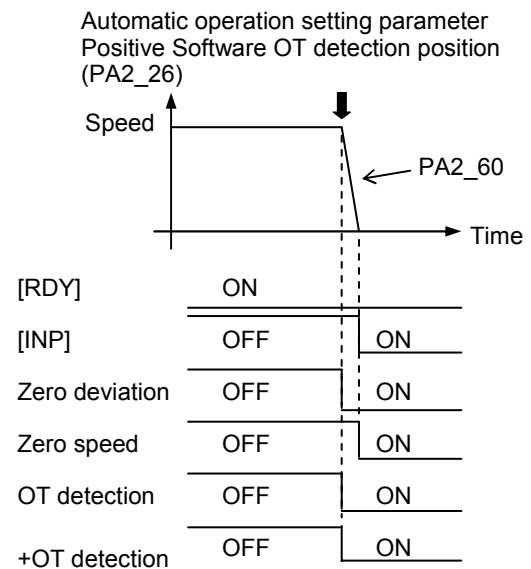 Automatic operation setting parameter
Positive Software OT detection position
(PA2_26)
Speed
PA2_60
Time
[RDY] ON
[INP] OFF ON
Zero deviation OFF ON
Zero speed OFF ON
OT detection OFF ON
+OT detection OFF ON